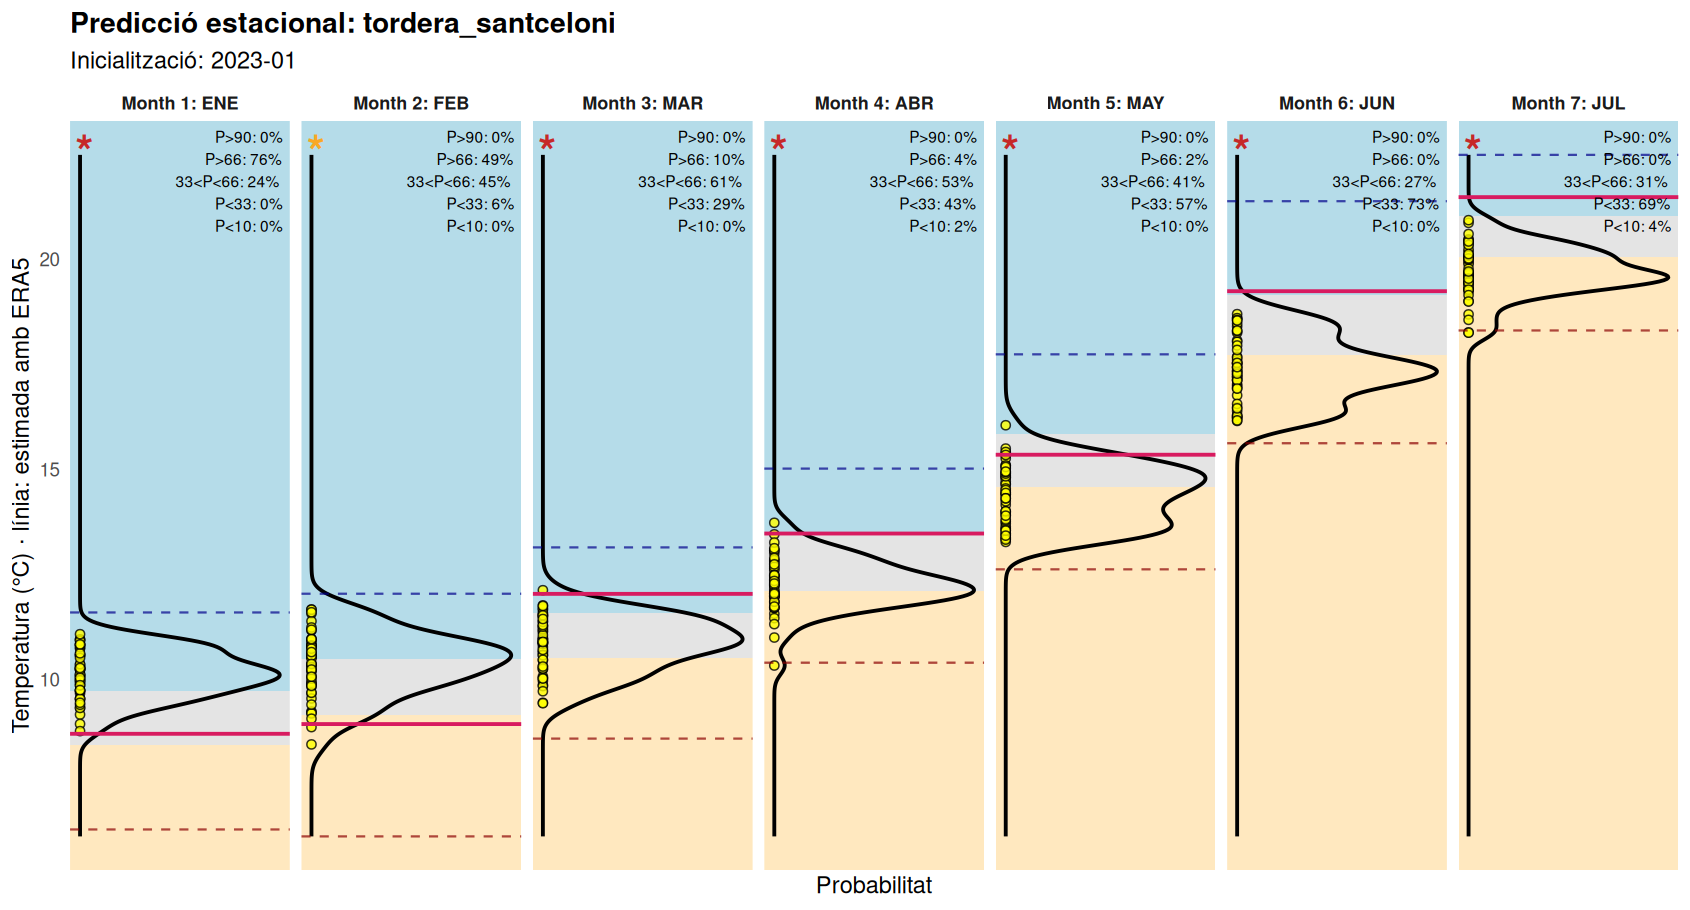 Predicció estacional: tordera_santceloni
Inicialització: 2023-01
Month 1: ENE
Month 2: FEB
Month 3: MAR
Month 4: ABR
Month 5: MAY
Month 6: JUN
Month 7: JUL
*
P>90: 0%
P>66: 76%
33<P<66: 24%
P<33: 0%
P<10: 0%
*
P>90: 0%
P>66: 49%
33<P<66: 45%
P<33: 6%
P<10: 0%
*
P>90: 0%
P>66: 10%
33<P<66: 61%
P<33: 29%
P<10: 0%
*
P>90: 0%
P>66: 4%
33<P<66: 53%
P<33: 43%
P<10: 2%
*
P>90: 0%
P>66: 2%
33<P<66: 41%
P<33: 57%
P<10: 0%
*
P>90: 0%
P>66: 0%
33<P<66: 27%
P<33: 73%
P<10: 0%
*
P>90: 0%
P>66: 0%
33<P<66: 31%
P<33: 69%
P<10: 4%
20
15
10
Temperatura (°C) · línia: estimada amb ERA5
Probabilitat